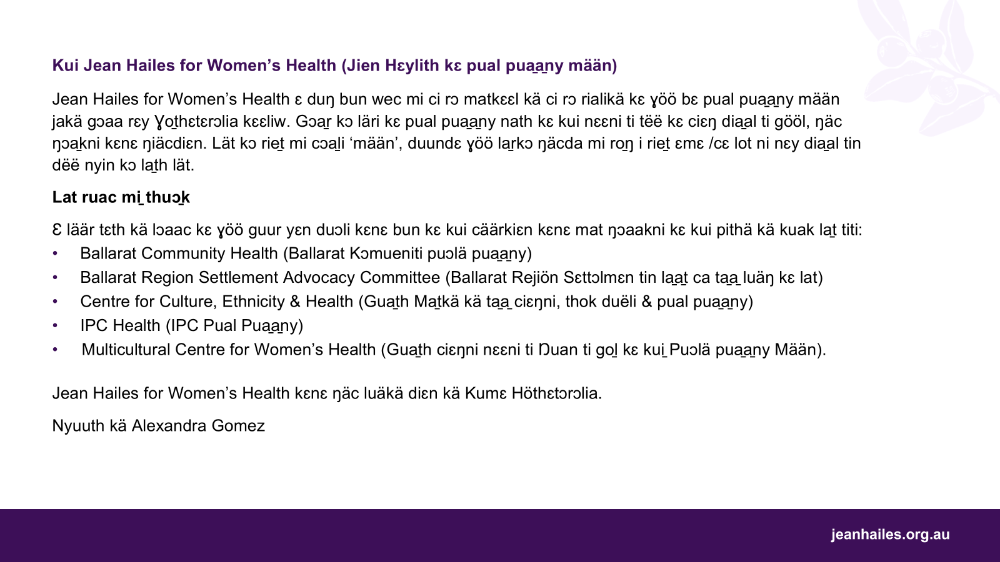 Kui Jean Hailes for Women’s Health (Jien Hɛylith kɛ pual pua̱a̱ny mään)
Jean Hailes for Women’s Health ɛ duŋ bun wec mi ci rɔ matkɛɛl kä ci rɔ rialikä kɛ ɣöö bɛ pual pua̱a̱ny mään
jakä gɔaa rɛy Ɣo̱thɛtɛrɔlia kɛɛliw. Gɔa̱r kɔ läri kɛ pual pua̱a̱ny nath kɛ kui nɛɛni ti tëë kɛ ciɛŋ dia̱al ti gööl, ŋäc
ŋɔa̱kni kɛnɛ ŋiäcdiɛn. Lät kɔ rie̱t mi cɔa̱li ‘mään’, duundɛ ɣöö la̱rkɔ ŋäcda mi ro̱ŋ i rie̱t ɛmɛ /cɛ lot ni nɛy dia̱al tin
dëë nyin kɔ la̱th lät.
Lat ruac mi̱ thuɔ̱k
Ɛ läär tɛth kä lɔaac kɛ ɣöö guur yɛn duɔli kɛnɛ bun kɛ kui cäärkiɛn kɛnɛ mat ŋɔaakni kɛ kui pithä kä kuak la̱t titi:
• Ballarat Community Health (Ballarat Kɔmueniti puɔlä pua̱a̱ny)
• Ballarat Region Settlement Advocacy Committee (Ballarat Rejiön Sɛttɔlmɛn tin la̱a̱t ca ta̱a̱ luäŋ kɛ lat)
• Centre for Culture, Ethnicity & Health (Gua̱th Ma̱tkä kä ta̱a̱ ciɛŋni, thok duëli & pual pua̱a̱ny)
• IPC Health (IPC Pual Pua̱a̱ny)
• Multicultural Centre for Women’s Health (Gua̱th ciɛŋni nɛɛni ti Ŋuan ti go̱l kɛ kui̱ Puɔlä pua̱a̱ny Mään).
Jean Hailes for Women’s Health kɛnɛ ŋäc luäkä diɛn kä Kumɛ Höthɛtɔrɔlia.
Nyuuth kä Alexandra Gomez
jeanhailes.org.au